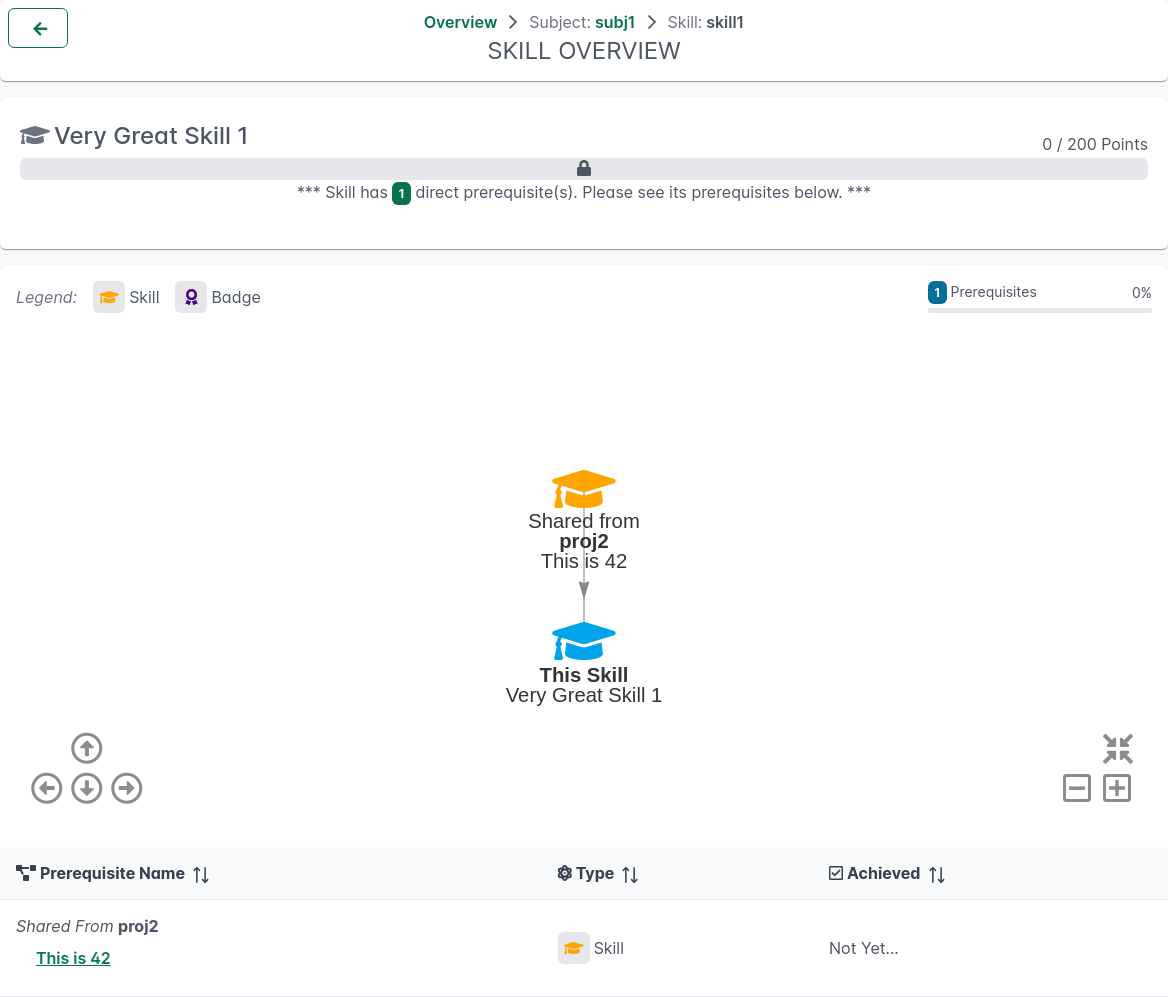 Overview > Subject: subj1 > Skill: skill1
SKILL OVERVIEW
Very Great Skill 1
0 / 200 Points
*** Skill has 1 direct prerequisite(s). Please see its prerequisites below. ***
Legend: Skill Badge
1 Prerequisites 0%
Shared from
proj2
This is 42
This Skill
Very Great Skill 1
Prerequisite Name Type Achieved
Shared From proj2
This is 42
Skill
Not Yet...